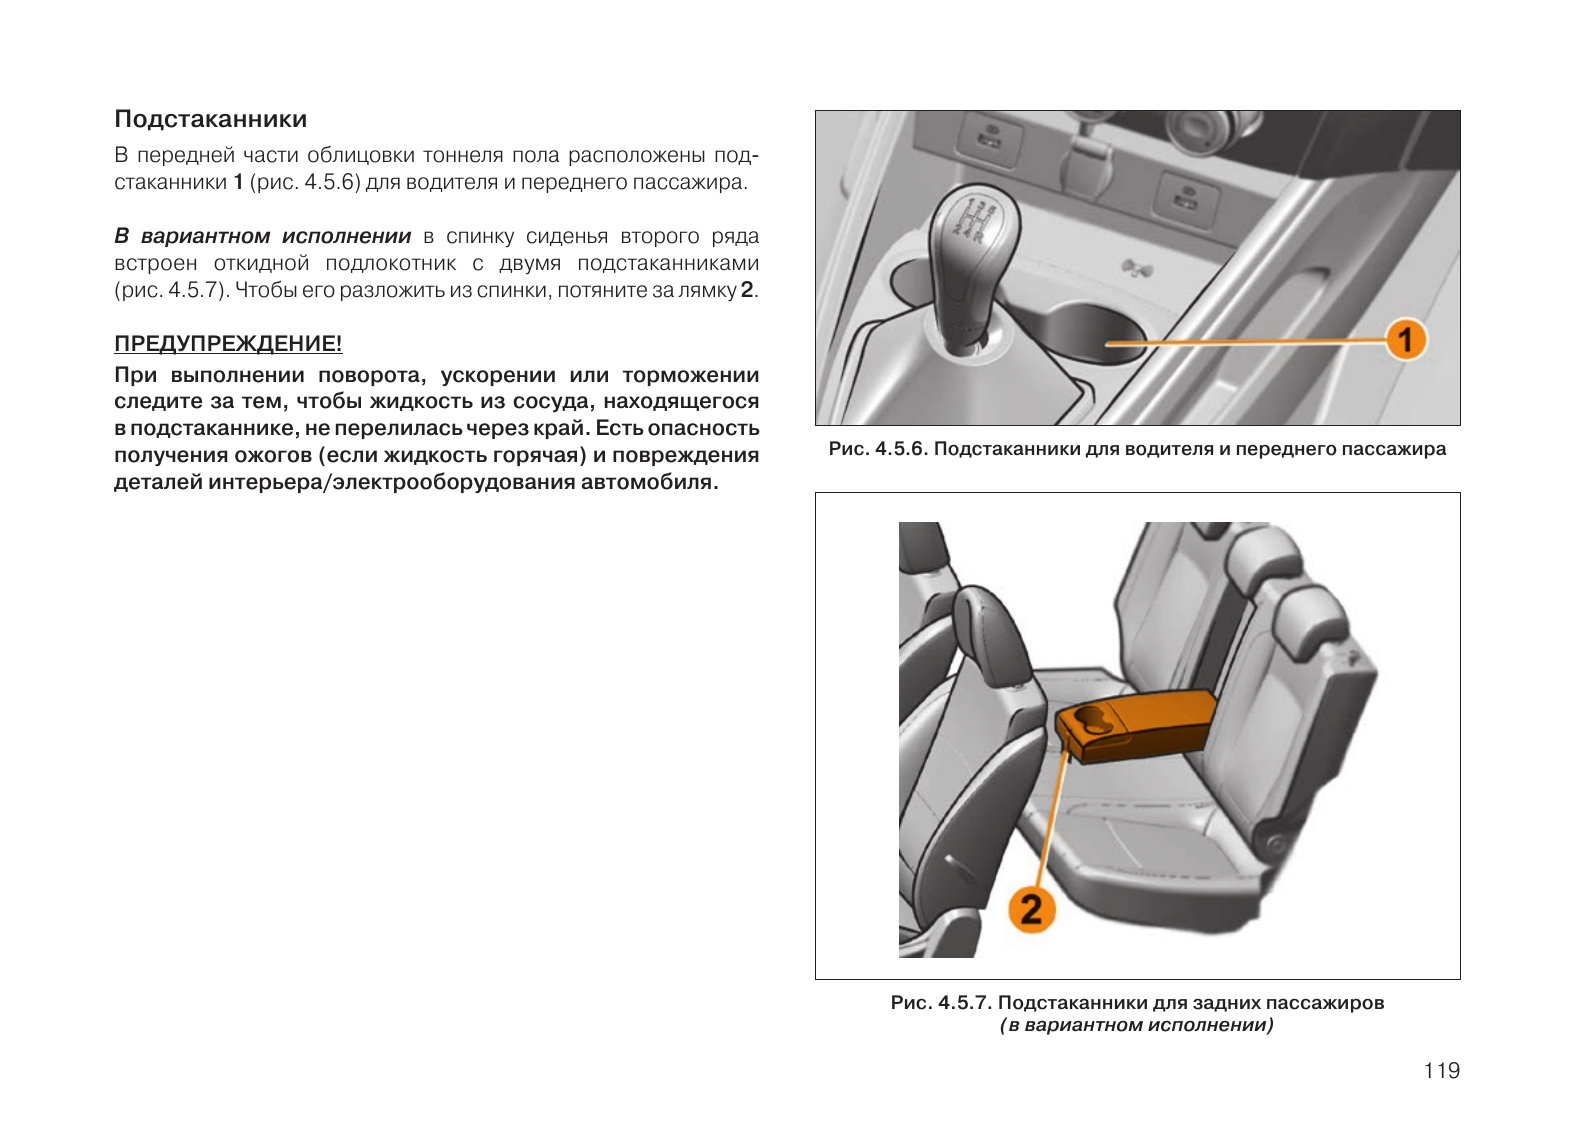 Подстаканники
В передней части облицовки тоннеля пола расположены под-
стаканники 1 (рис. 4.5.6) для водителя и переднего пассажира.
В вариантном исполнении в спинку сиденья второго ряда
встроен откидной подлокотник с двумя подстаканниками
(рис. 4.5.7). Чтобы его разложить из спинки, потяните за лямку 2.
ПРЕДУПРЕЖДЕНИЕ!
При выполнении поворота, ускорении или торможении
следите за тем, чтобы жидкость из сосуда, находящегося
в подстаканнике, не перелилась через край. Есть опасность
получения ожогов (если жидкость горячая) и повреждения
деталей интерьера/электрооборудования автомобиля.
1
Рис. 4.5.6. Подстаканники для водителя и переднего пассажира
2
Рис. 4.5.7. Подстаканники для задних пассажиров
(в вариантном исполнении)
119